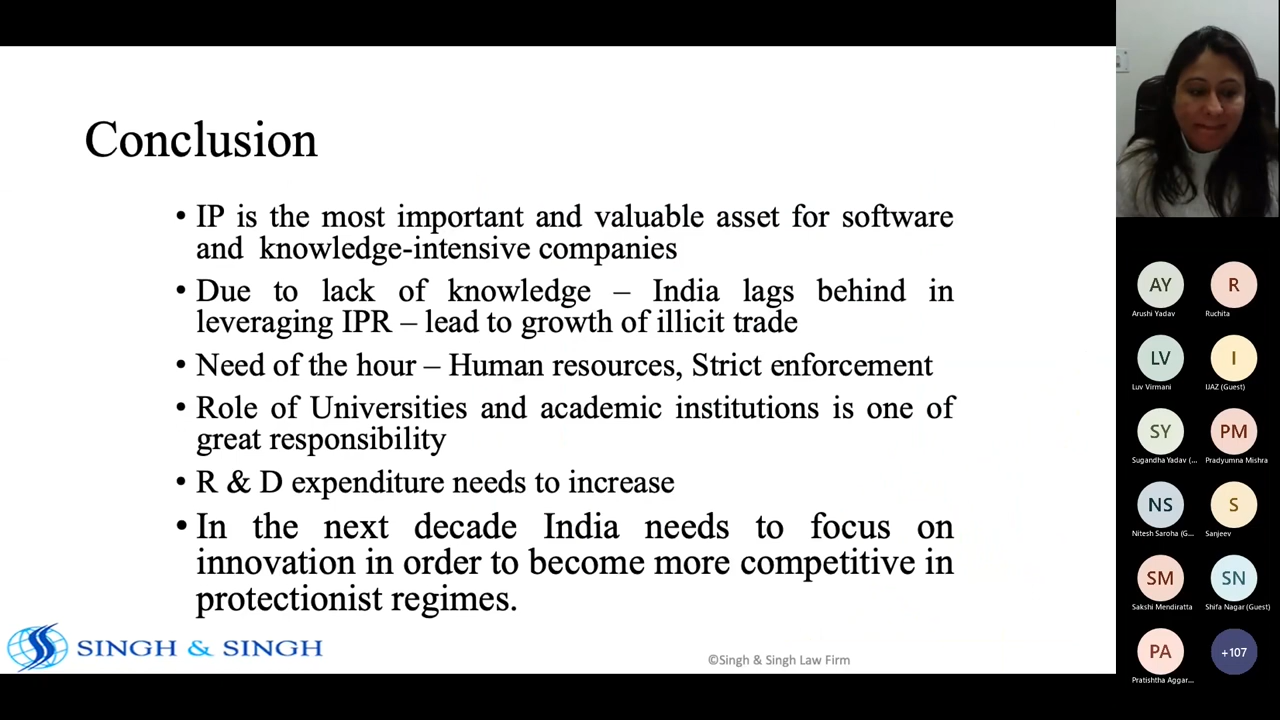 Conclusion
• IP is the most important and valuable asset for software
and knowledge-intensive companies
• Due to lack of knowledge – India lags behind in
leveraging IPR – lead to growth of illicit trade
• Need of the hour – Human resources, Strict enforcement
• Role of Universities and academic institutions is one of
great responsibility
• R & D expenditure needs to increase
• In the next decade India needs to focus on
innovation in order to become more competitive in
protectionist regimes.
SINGH & SINGH
©Singh & Singh Law Firm
AY
Arushi Yadav
R
Ruchita
LV
Luv Virmani
I
IJAZ (Guest)
SY
Sugandha Yadav (...
PM
Pradyumna Mishra
NS
Nitesh Saroha (G...
S
Sanjeev
SM
Sakshi Mendiratta
SN
Shifa Nagar (Guest)
PA
Pratishtha Aggar...
+107